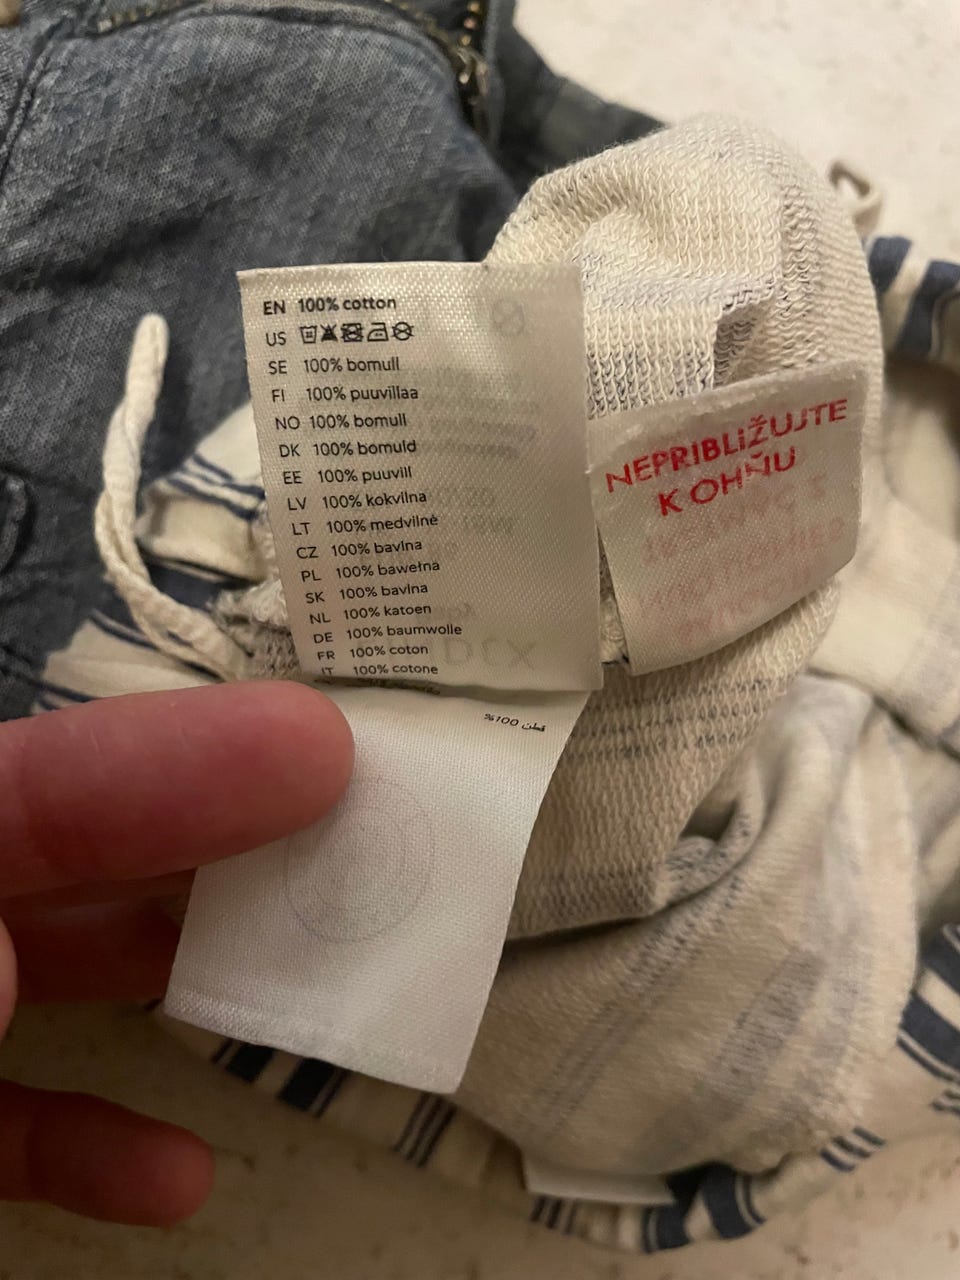 EN 100% cotton
US
SE 100% bomull
FI 100% puuvillaa
NO 100% bomull
DK 100% bomuld
EE 100% puuvill
LV 100% kokvilna
LT 100% medvilnė
CZ 100% bavlna
PL 100% bawełna
SK 100% bavlna
NL 100% katoen
DE 100% baumwolle
FR 100% coton
IT 100% cotone
قطن 100%
NEPRIBLIŽUJTE
K OHŇU